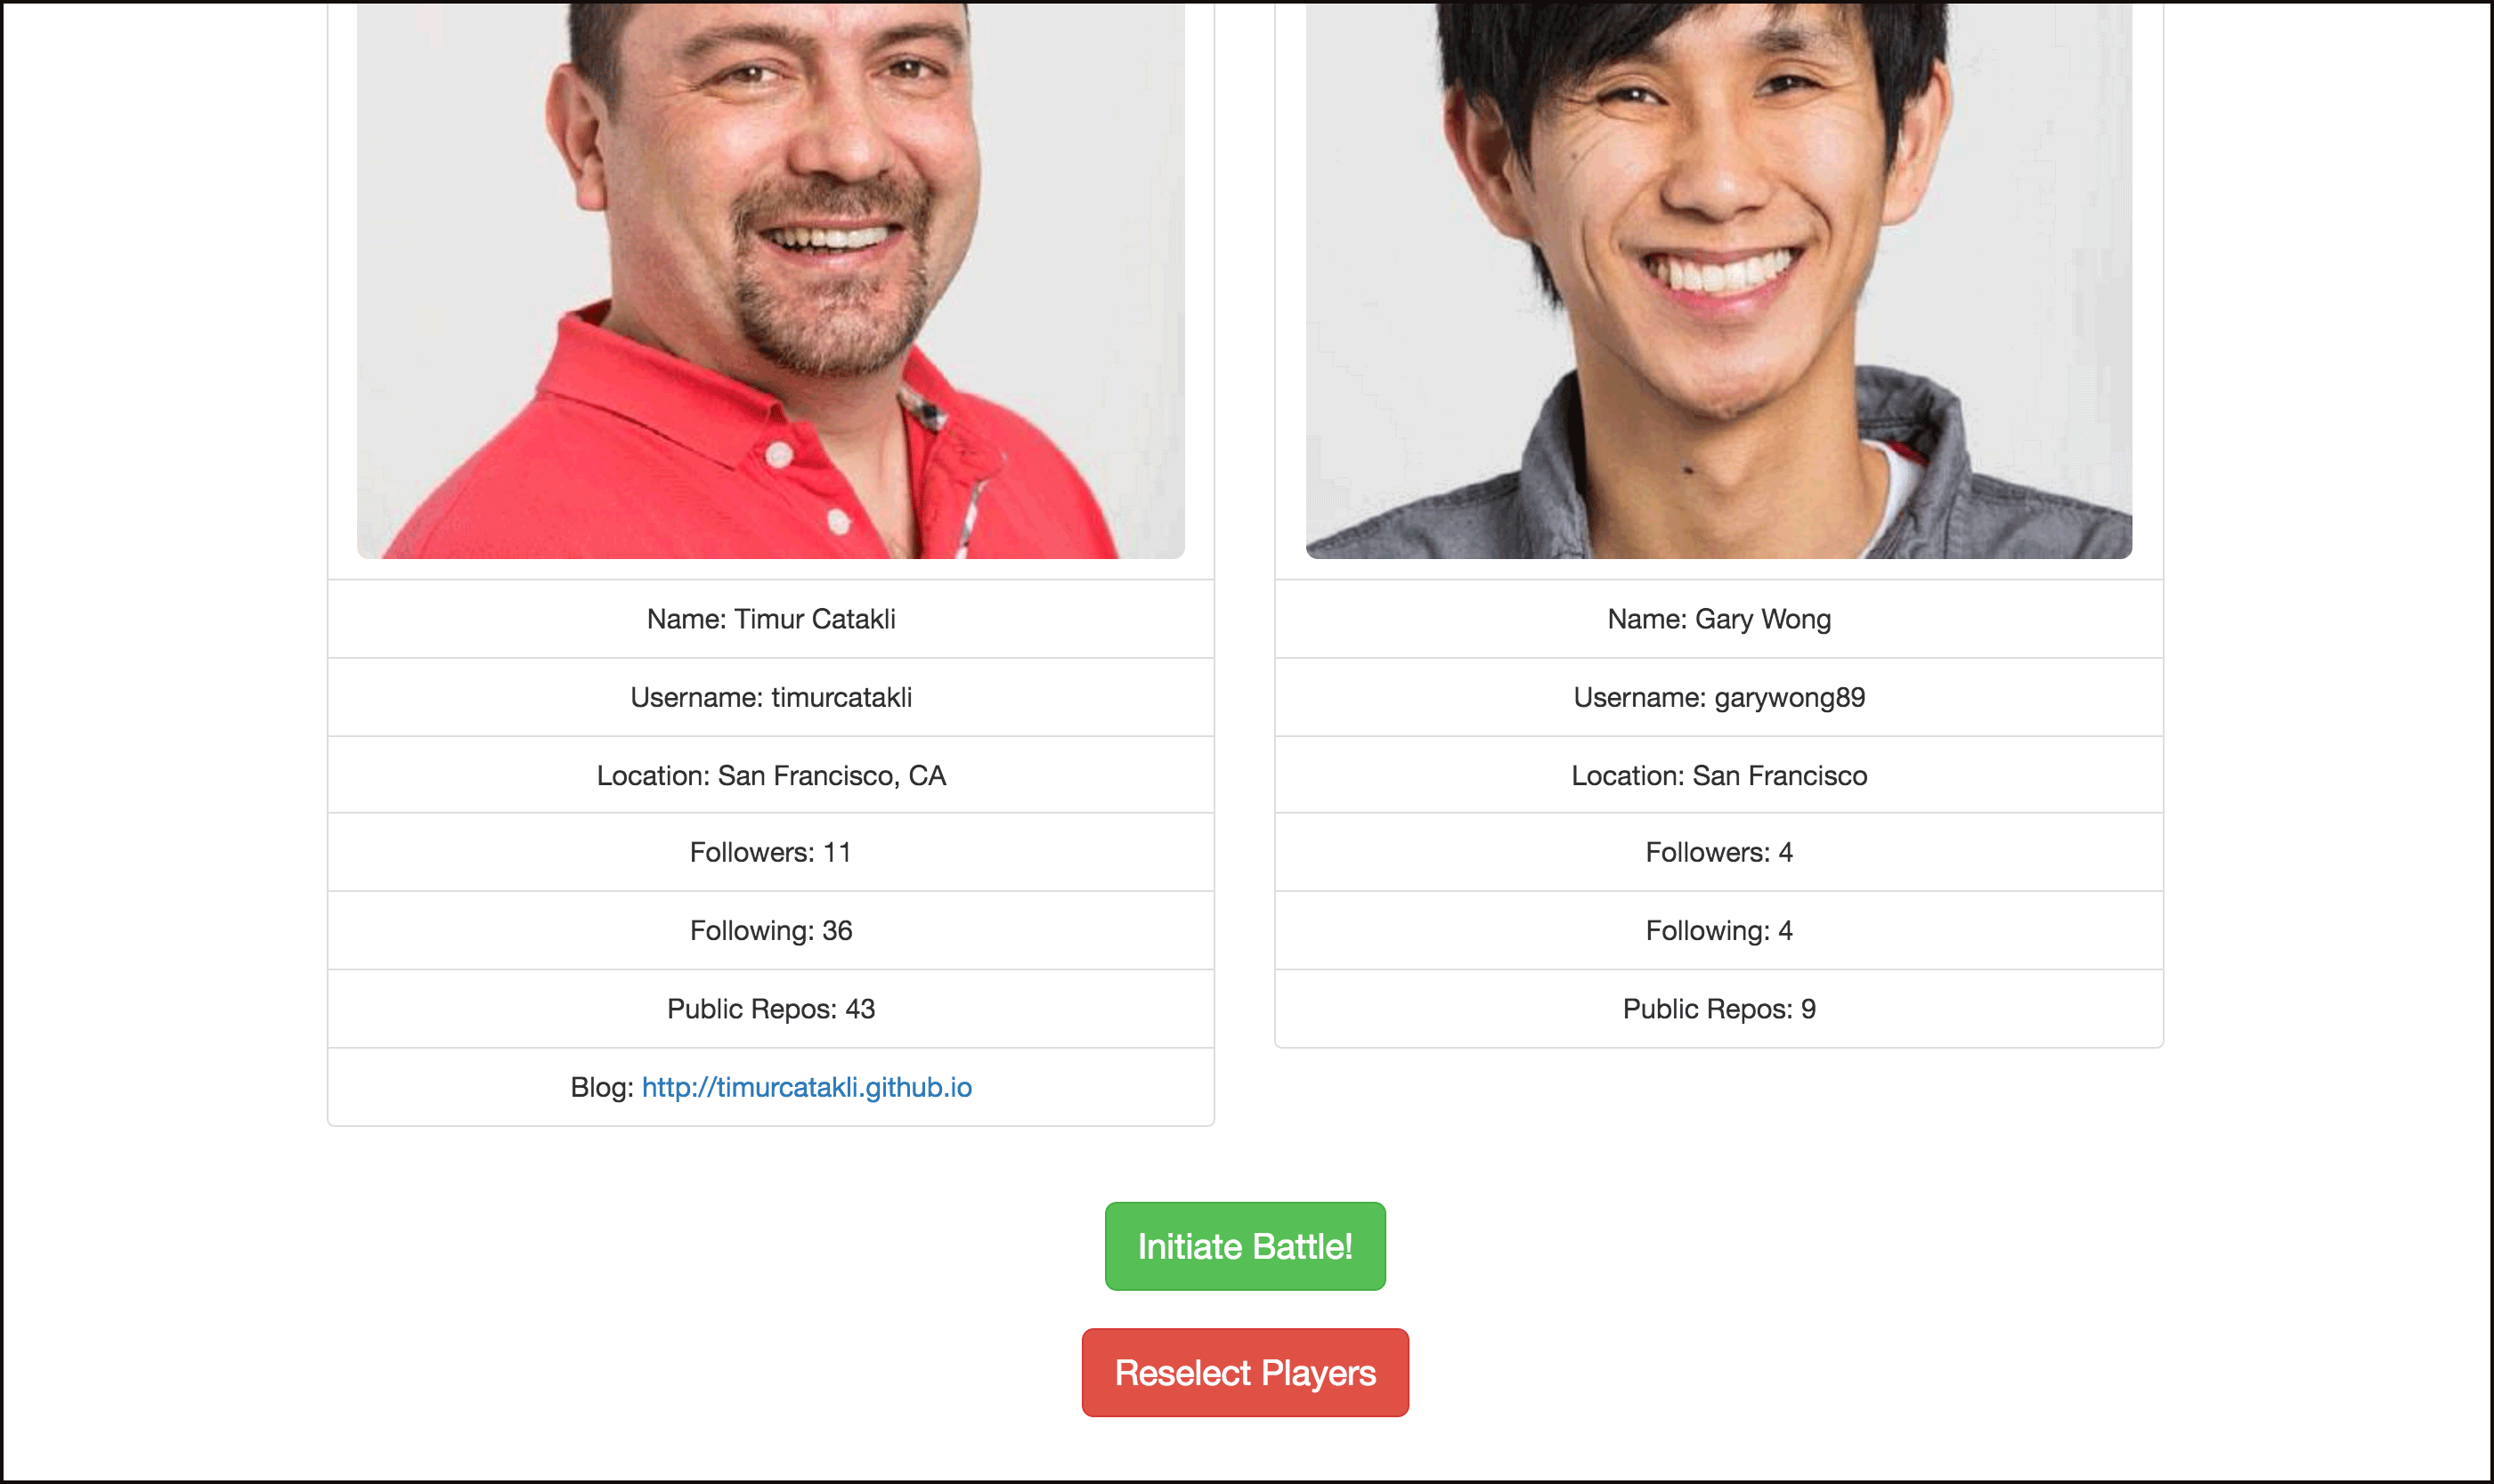 Name: Timur Catakli
Username: timurcatakli
Location: San Francisco, CA
Followers: 11
Following: 36
Public Repos: 43
Blog: http://timurcatakli.github.io
Name: Gary Wong
Username: garywong89
Location: San Francisco
Followers: 4
Following: 4
Public Repos: 9
Initiate Battle!
Reselect Players